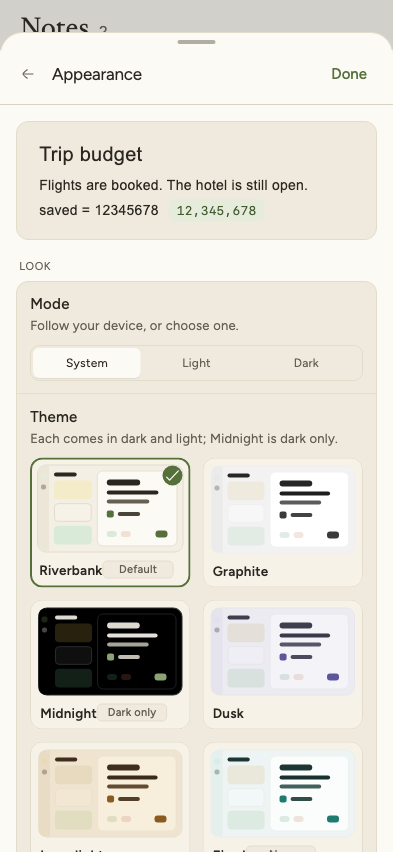 Notes 2
Appearance
Done
Trip budget
Flights are booked. The hotel is still open.
saved = 12345678 12,345,678
LOOK
Mode
Follow your device, or choose one.
System Light Dark
Theme
Each comes in dark and light; Midnight is dark only.
Riverbank Default
Graphite
Midnight Dark only
Dusk